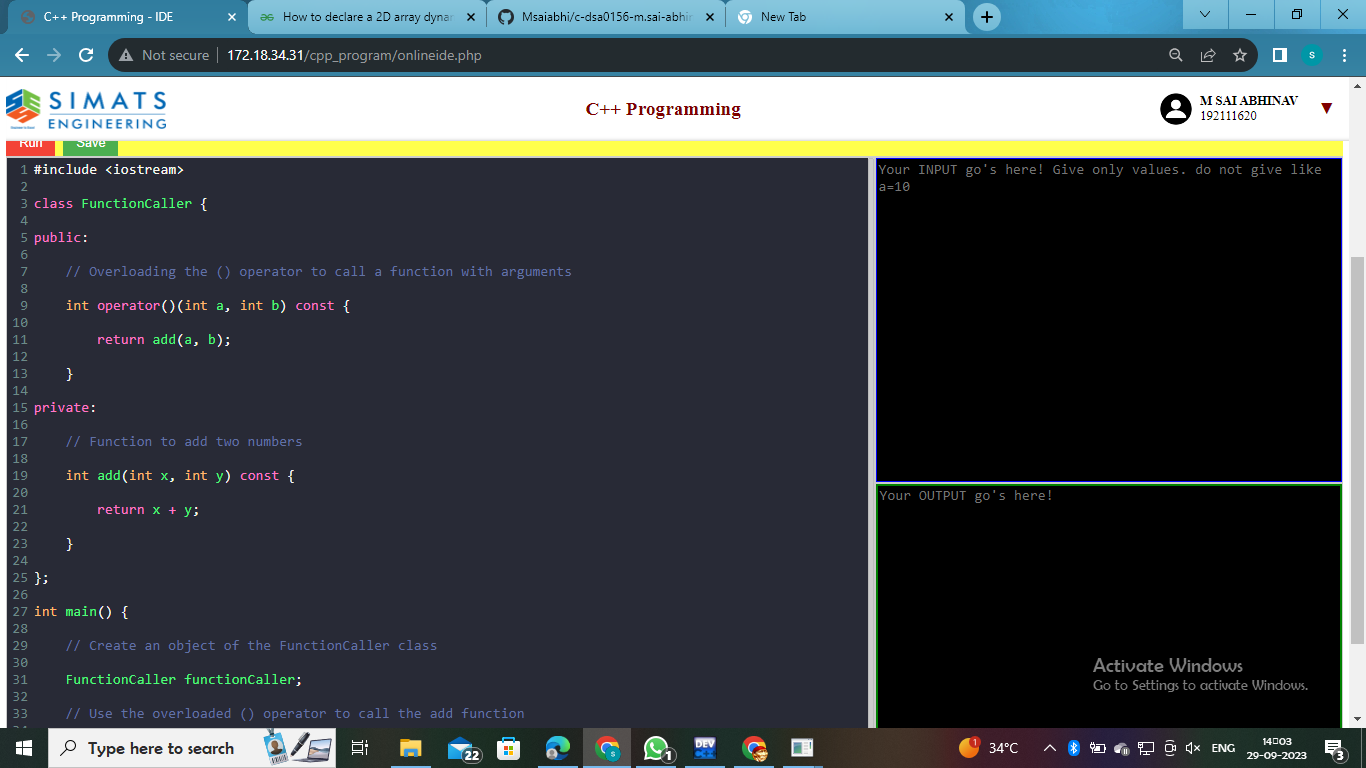 C++ Programming - IDE
How to declare a 2D array dynar
Msaiabhi/c-dsa0156-m.sai-abhir
New Tab
Not secure
172.18.34.31/cpp_program/onlineide.php
s
SIMATS
ENGINEERING
C++ Programming
M SAI ABHINAV
192111620
Run
Save
1 #include <iostream>
2
3 class FunctionCaller {
4
5 public:
6
7 // Overloading the () operator to call a function with arguments
8
9 int operator()(int a, int b) const {
10
11 return add(a, b);
12
13 }
14
15 private:
16
17 // Function to add two numbers
18
19 int add(int x, int y) const {
20
21 return x + y;
22
23 }
24
25 };
26
27 int main() {
28
29 // Create an object of the FunctionCaller class
30
31 FunctionCaller functionCaller;
32
33 // Use the overloaded () operator to call the add function
Your INPUT go's here! Give only values. do not give like
a=10
Your OUTPUT go's here!
Activate Windows
Go to Settings to activate Windows.
Type here to search
22
1
DEV
1
34°C
ENG
14:03
29-09-2023
3